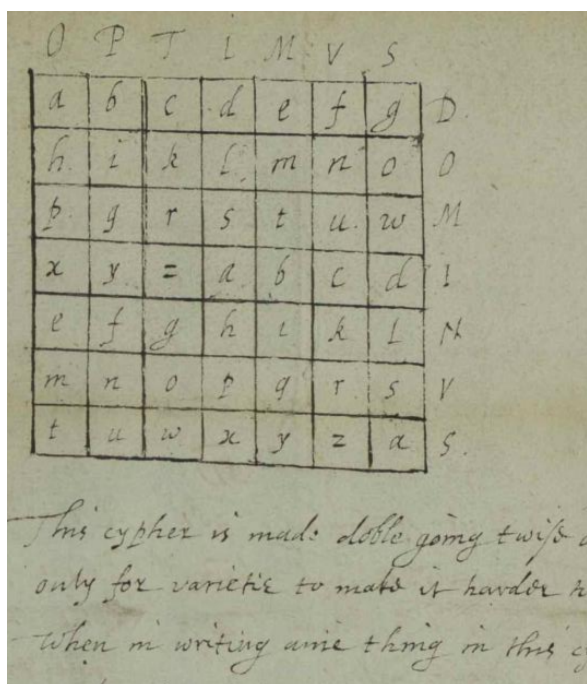 O P T I M V S
a b c d e f g D
h i k l m n o O
p q r s t u w M
x y = a b c d I
e f g h i k l N
m n o p q r s V
t u w x y z a S.
This cypher is made doble going twise
only for varietie to make it harder
When in writing anie thing in this